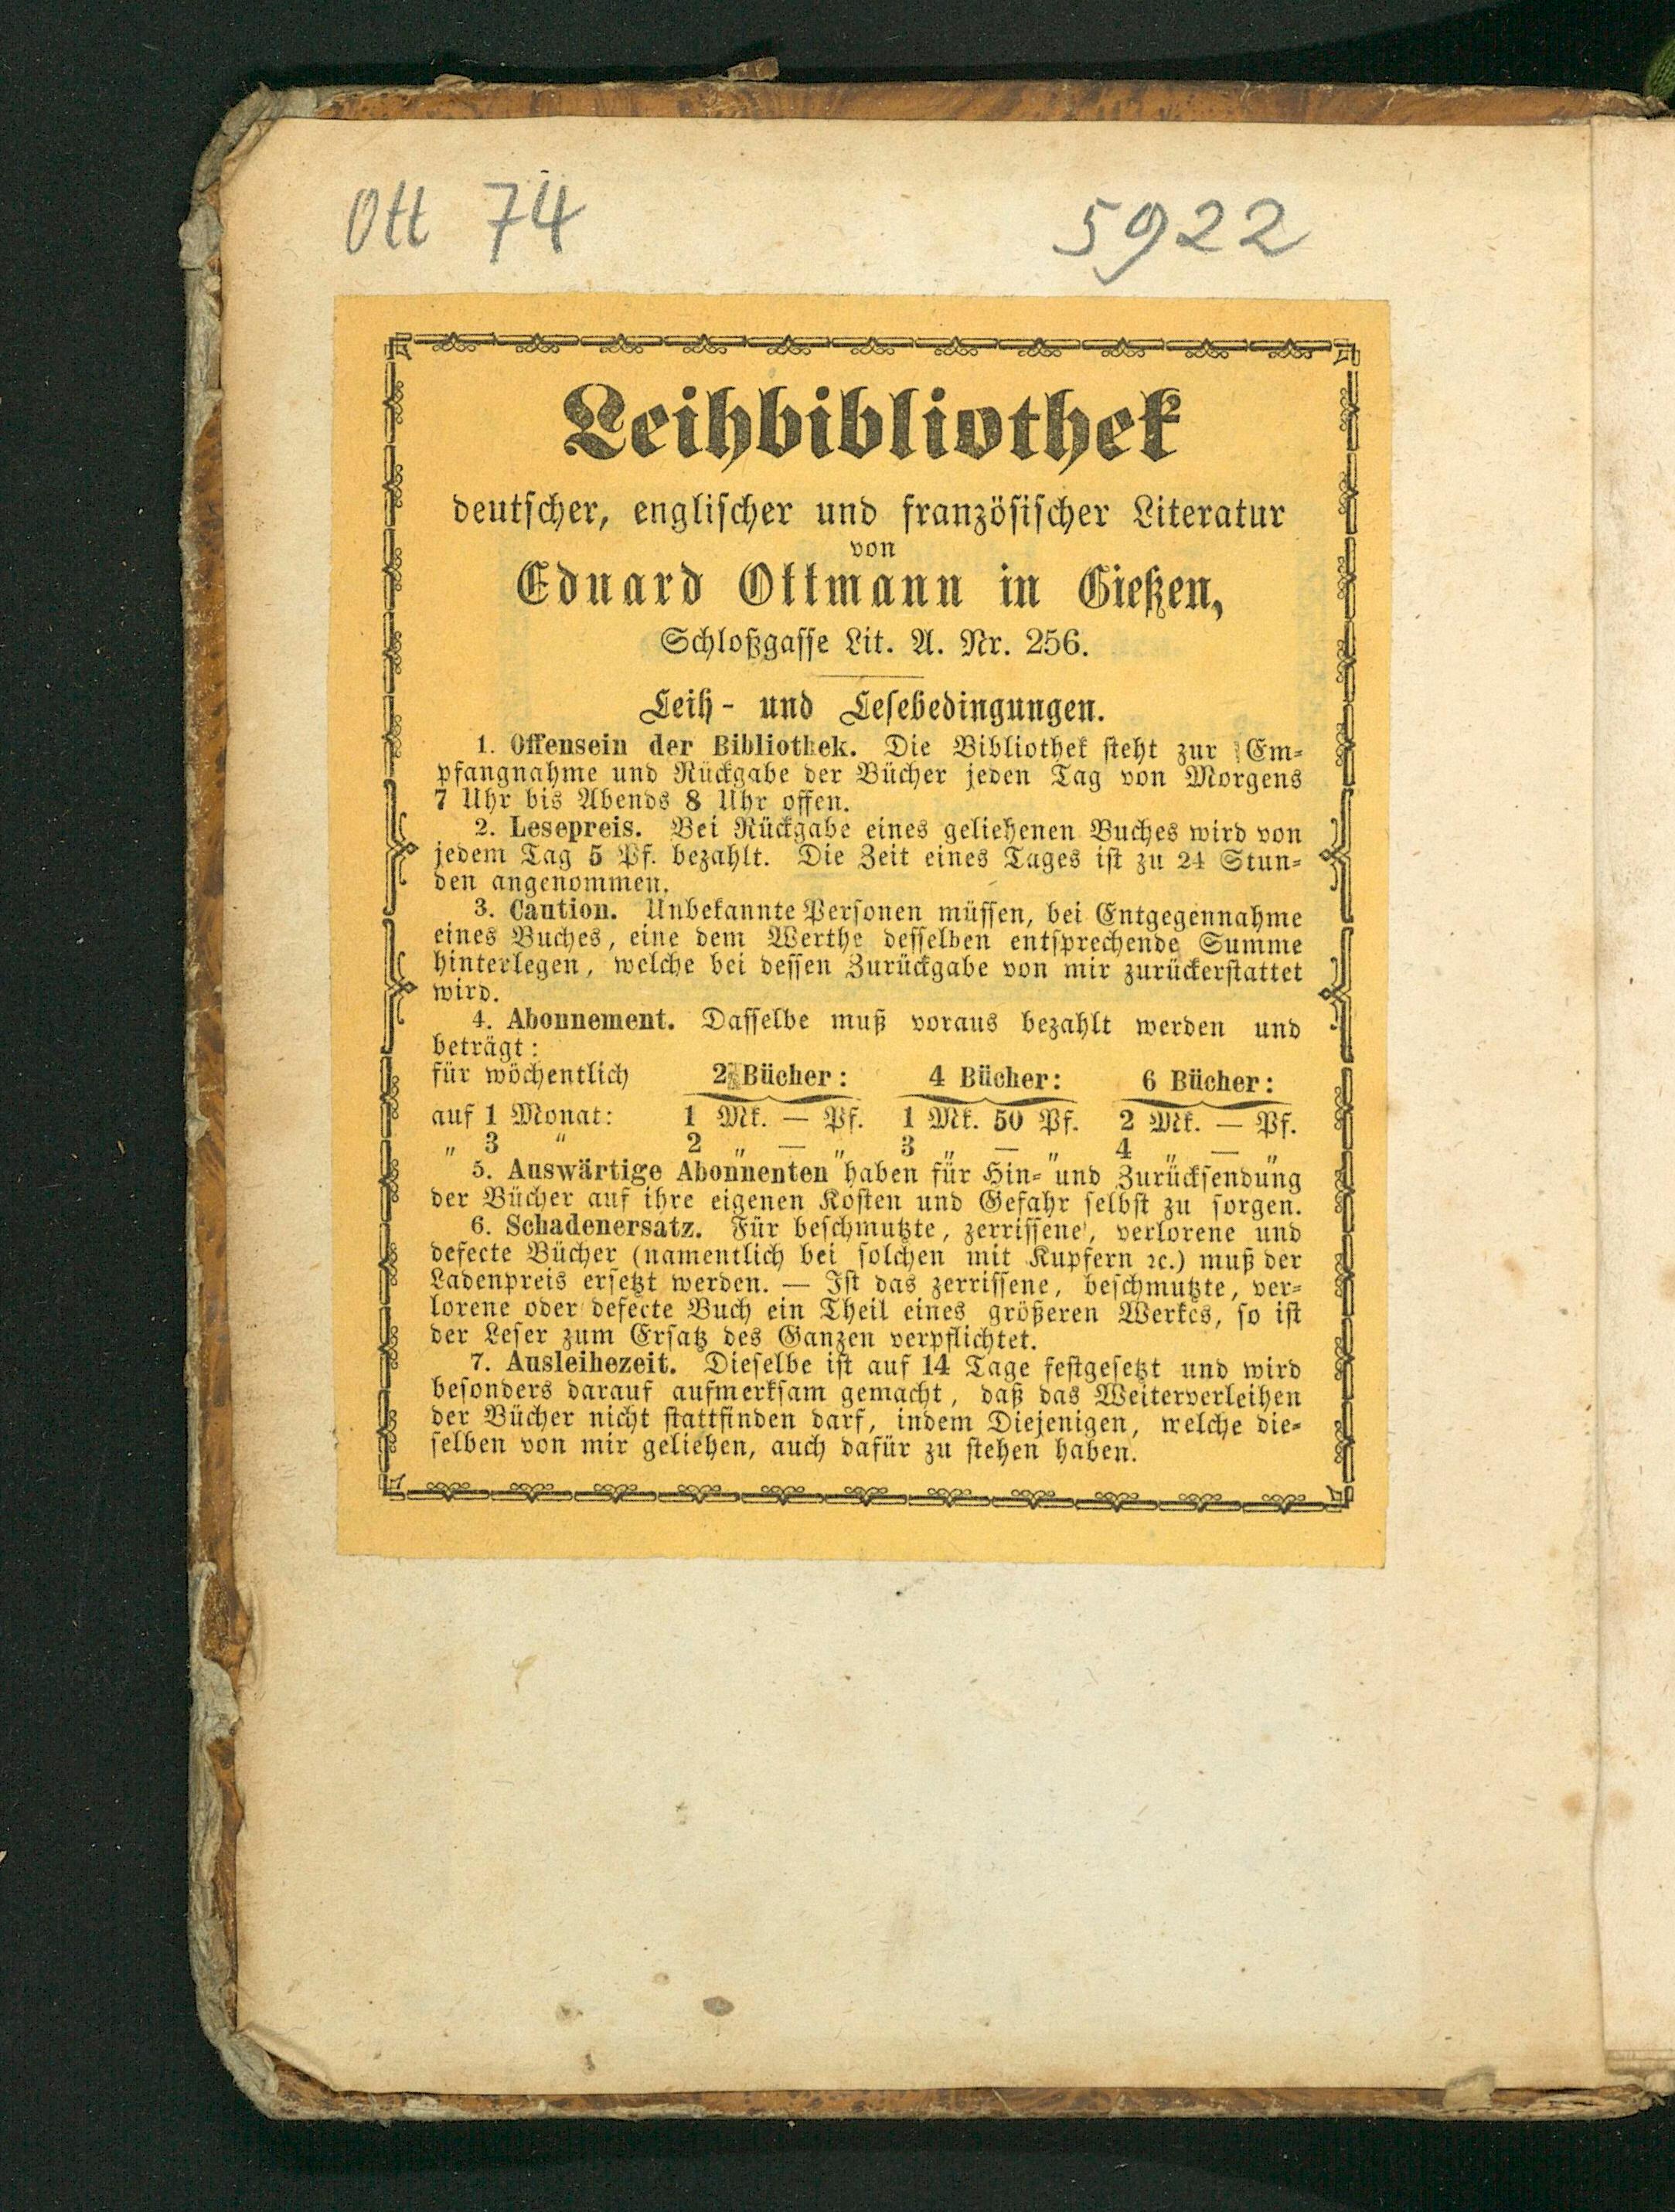 Ott 74 5922
Leihbibliothek
deutscher, englischer und französischer Literatur
von
Eduard Ottmann in Gießen,
Schloßgasse Lit. A. Nr. 256.
Leih- und Lesebedingungen.
1. Offensein der Bibliothek. Die Bibliothek steht zur Em-
pfangnahme und Rückgabe der Bücher jeden Tag von Morgens
7 Uhr bis Abends 8 Uhr offen.
2. Lesepreis. Bei Rückgabe eines geliehenen Buches wird von
jedem Tag 5 Pf. bezahlt. Die Zeit eines Tages ist zu 24 Stun-
den angenommen.
3. Caution. Unbekannte Personen müssen, bei Entgegennahme
eines Buches, eine dem Werthe desselben entsprechende Summe
hinterlegen, welche bei dessen Zurückgabe von mir zurückerstattet
wird.
4. Abonnement. Dasselbe muß voraus bezahlt werden und
beträgt:
für wöchentlich 2 Bücher: 4 Bücher: 6 Bücher:
auf 1 Monat: 1 Mk. — Pf. 1 Mk. 50 Pf. 2 Mk. — Pf.
" 3 " 2 " — " 3 " — " 4 " — "
5. Auswärtige Abonnenten haben für Hin- und Zurücksendung
der Bücher auf ihre eigenen Kosten und Gefahr selbst zu sorgen.
6. Schadenersatz. Für beschmutzte, zerrissene, verlorene und
defecte Bücher (namentlich bei solchen mit Kupfern ꝛc.) muß der
Ladenpreis ersetzt werden. — Ist das zerrissene, beschmutzte, ver-
lorene oder defecte Buch ein Theil eines größeren Werkes, so ist
der Leser zum Ersatz des Ganzen verpflichtet.
7. Ausleihezeit. Dieselbe ist auf 14 Tage festgesetzt und wird
besonders darauf aufmerksam gemacht, daß das Weiterverleihen
der Bücher nicht stattfinden darf, indem Diejenigen, welche die-
selben von mir geliehen, auch dafür zu stehen haben.